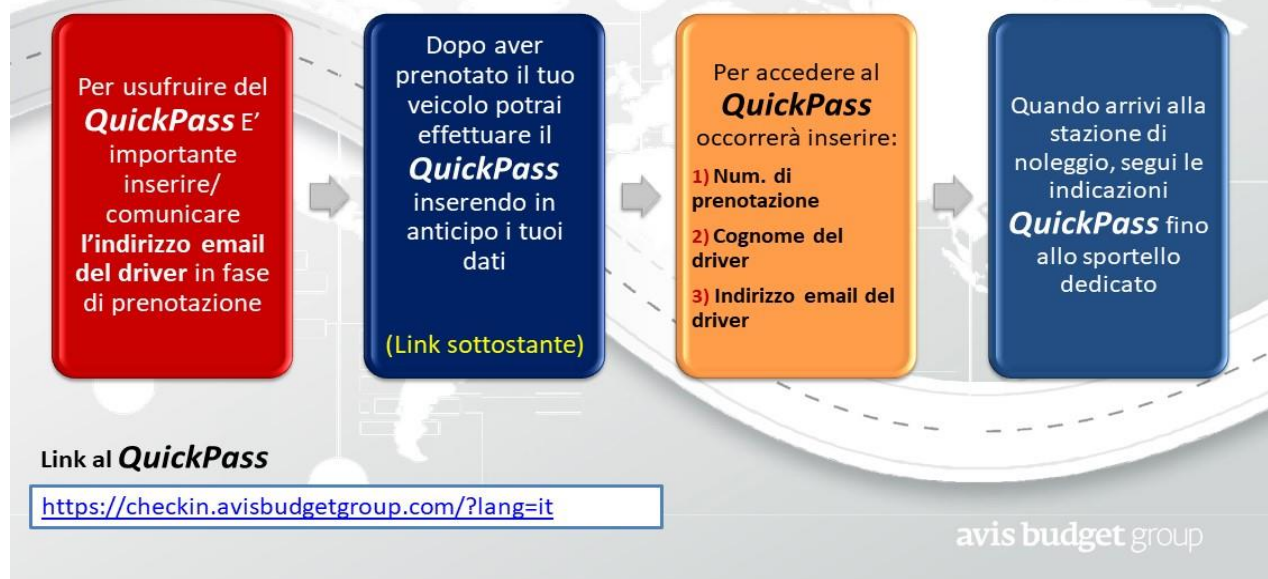 Per usufruire del
QuickPass E’
importante
inserire/
comunicare
l’indirizzo email
del driver in fase
di prenotazione
Dopo aver
prenotato il tuo
veicolo potrai
effettuare il
QuickPass
inserendo in
anticipo i tuoi
dati
(Link sottostante)
Per accedere al
QuickPass
occorrerà inserire:
1) Num. di
prenotazione
2) Cognome del
driver
3) Indirizzo email del
driver
Quando arrivi alla
stazione di
noleggio, segui le
indicazioni
QuickPass fino
allo sportello
dedicato
Link al QuickPass
https://checkin.avisbudgetgroup.com/?lang=it
avis budget group